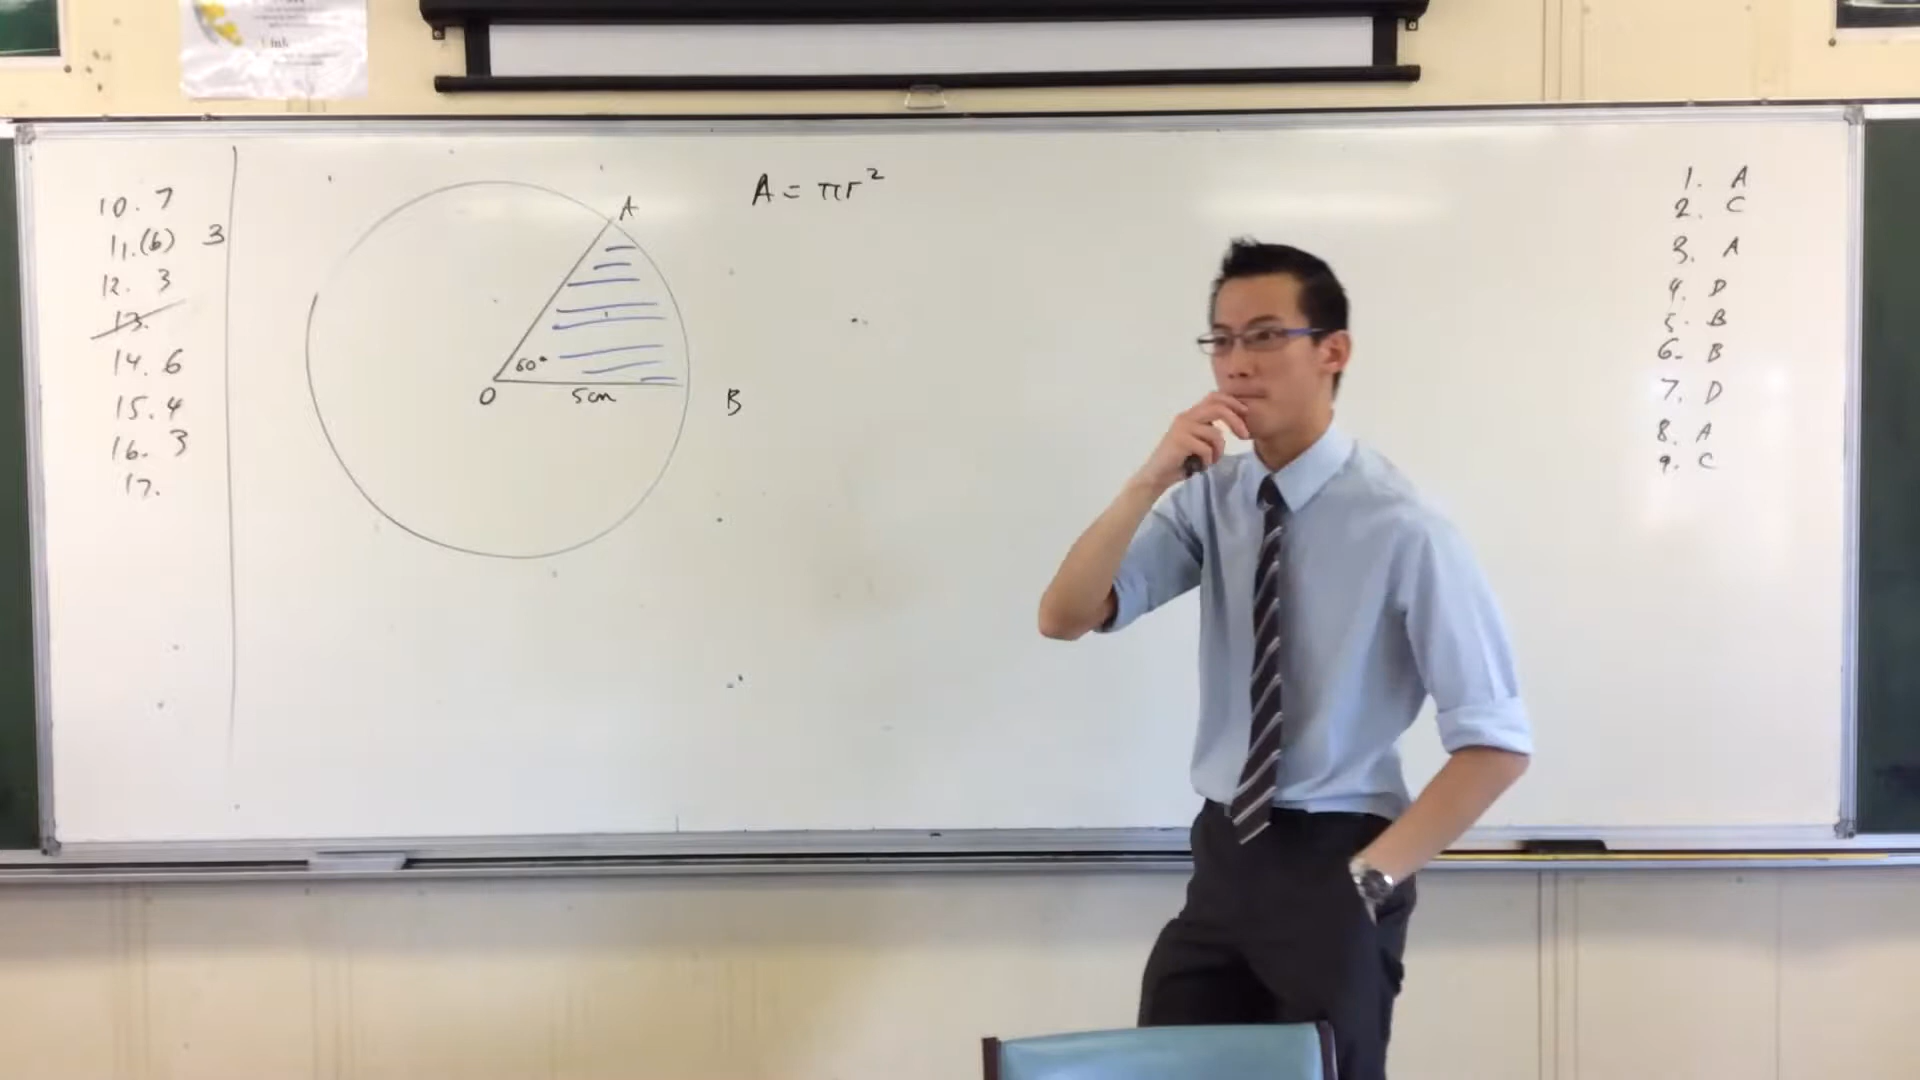 10. 7
11. (b) 3
12. 3
13.
14. 6
15. 4
16. 3
17.
A
60°
O
5cm
B
A = πr²
1. A
2. C
3. A
4. D
5. B
6. B
7. D
8. A
9. C